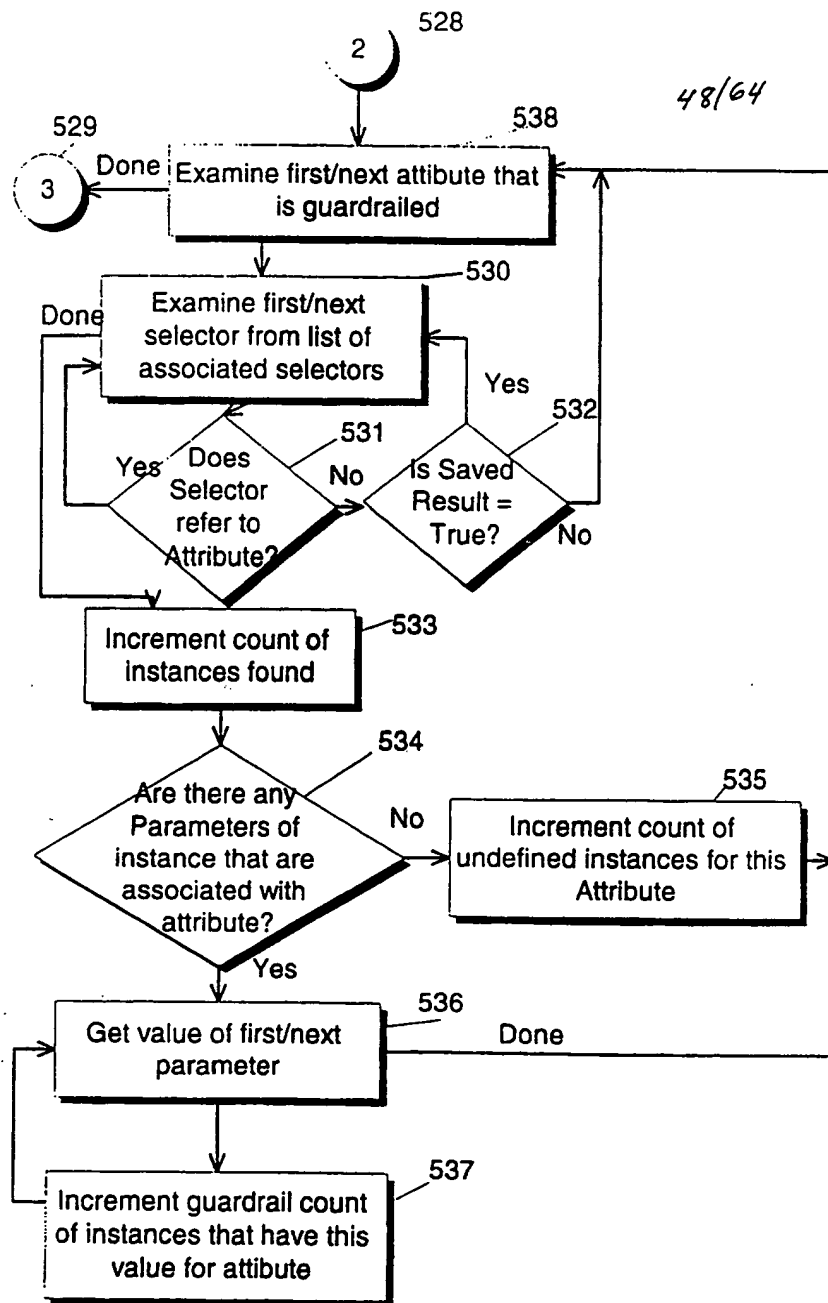 528
2
48/64
529
538
Done
3
Examine first/next attibute that
is guardrailed
530
Done
Examine first/next
selector from list of
associated selectors
Yes
532
531
Yes
Does
Selector
refer to
Attribute?
No
Is Saved
Result =
True?
No
533
Increment count of
instances found
534
Are there any
Parameters of
instance that are
associated with
attribute?
No
535
Increment count of
undefined instances for this
Attribute
Yes
536
Get value of first/next
parameter
Done
537
Increment guardrail count
of instances that have this
value for attibute